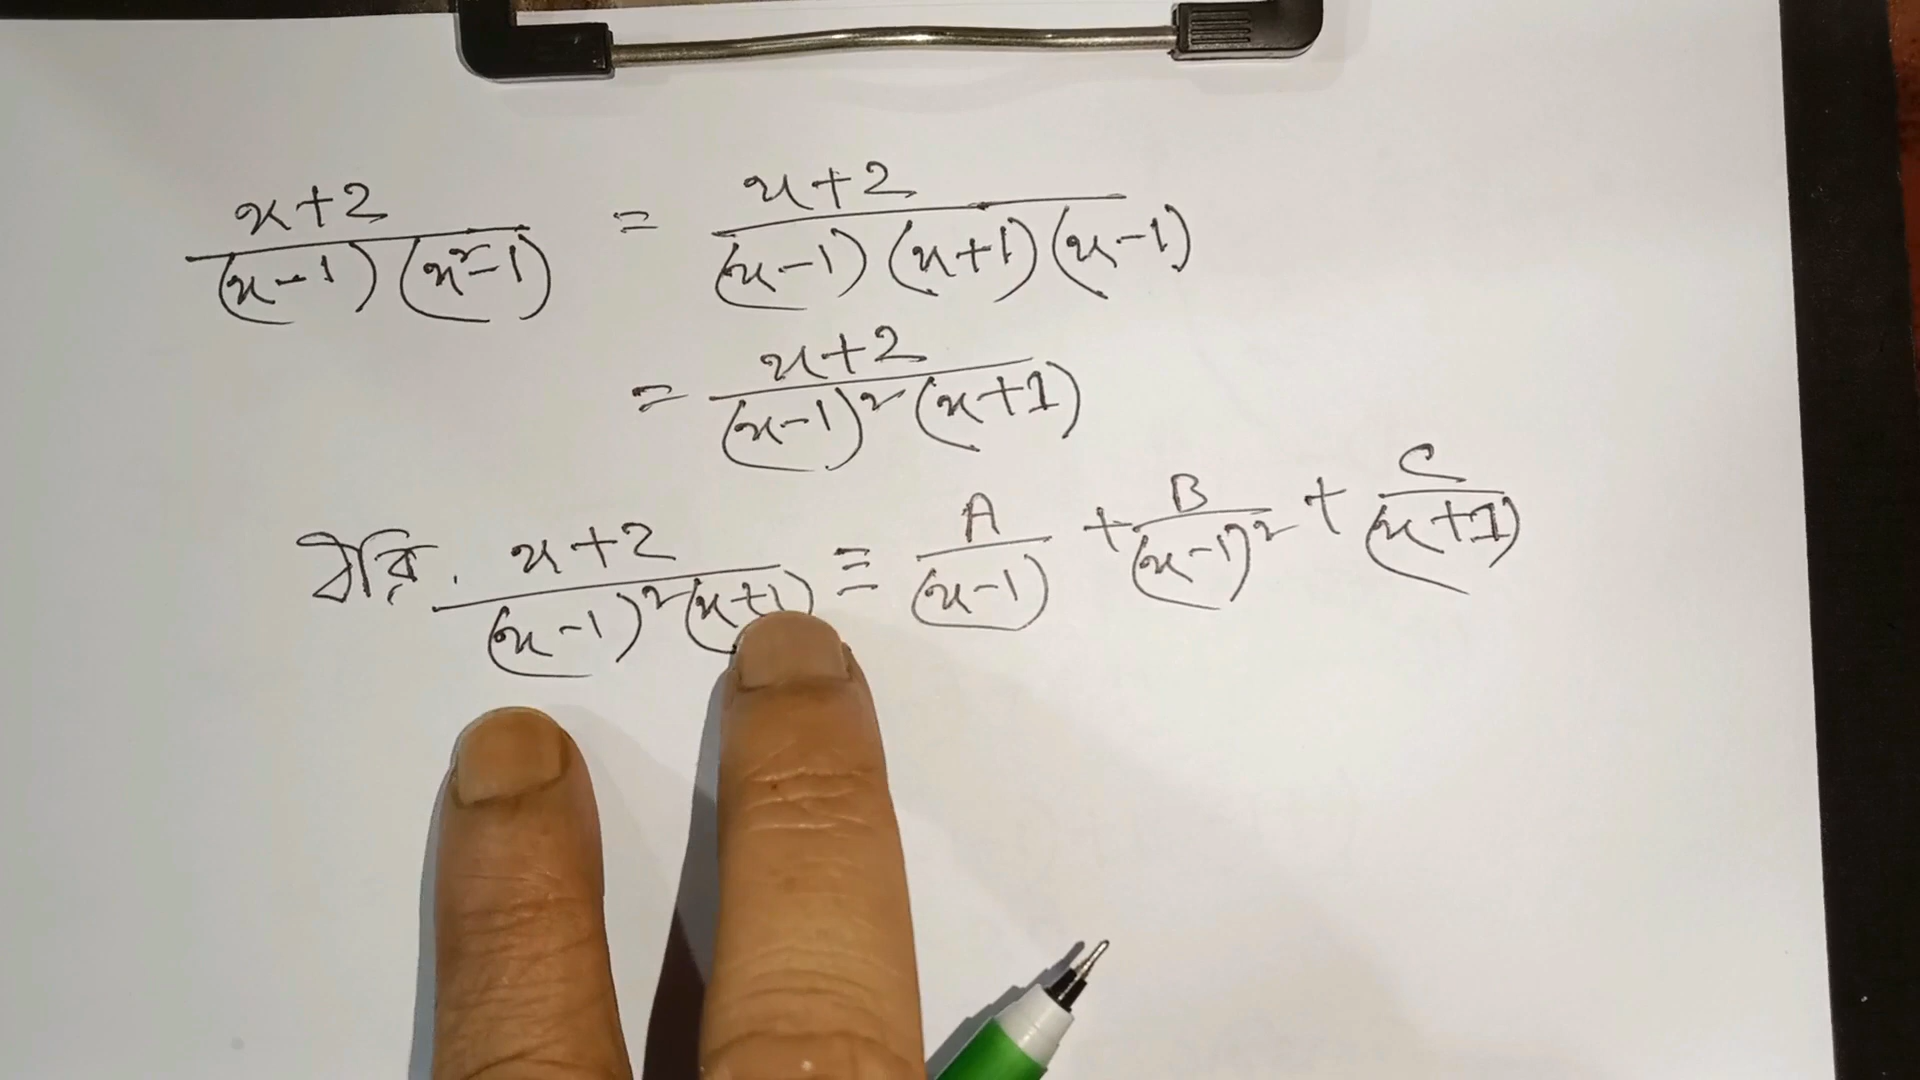 x+2/(x-1)(x²-1) = x+2/(x-1)(x+1)(x-1)
= x+2/(x-1)²(x+1)
ধরি, x+2/(x-1)²(x+1) ≡ A/(x-1) + B/(x-1)² + C/(x+1)